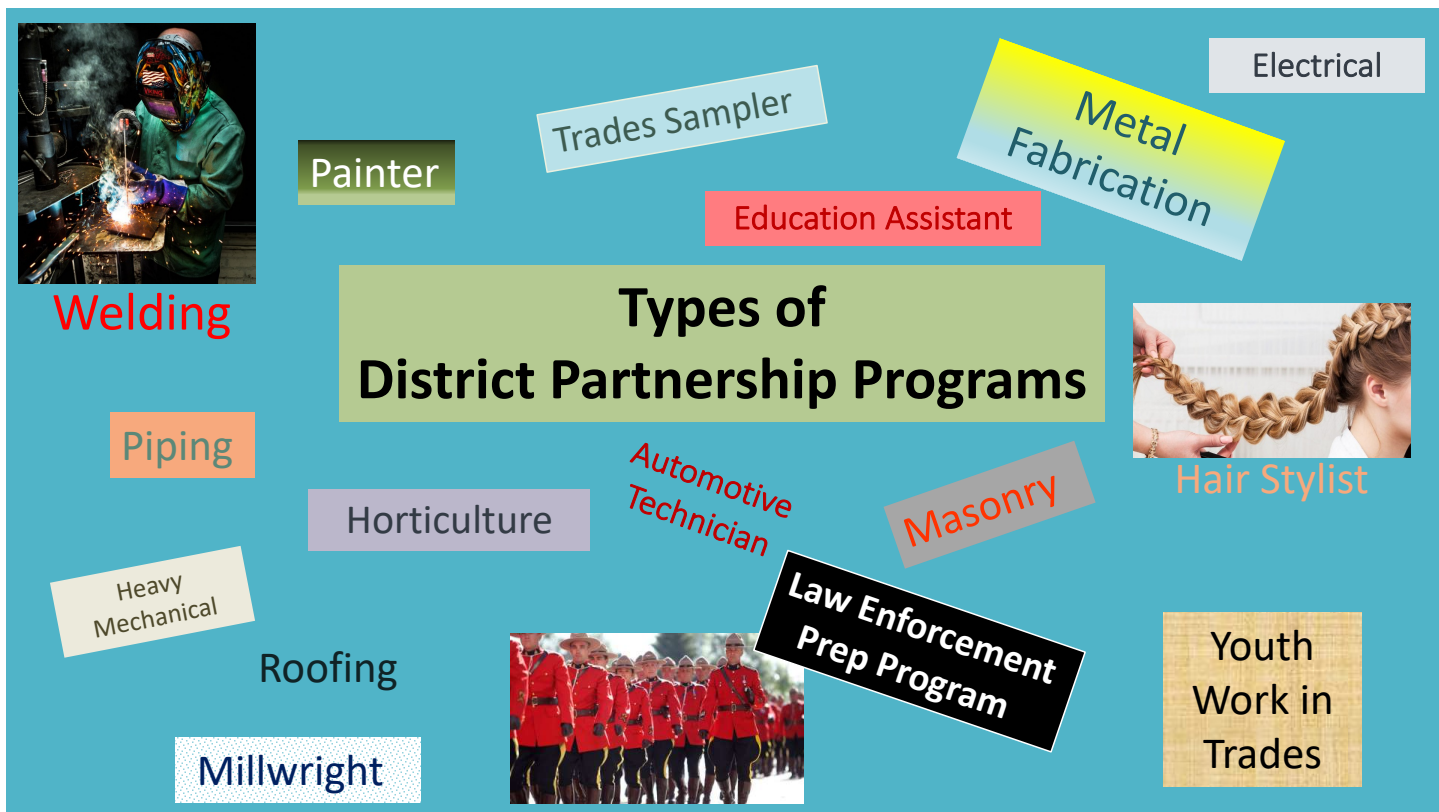 Electrical
Trades Sampler
Metal
Fabrication
Painter
Education Assistant
Welding
Types of
District Partnership Programs
Piping
Automotive
Technician
Masonry
Hair Stylist
Horticulture
Heavy
Mechanical
Law Enforcement
Prep Program
Roofing
Youth
Work in
Trades
Millwright